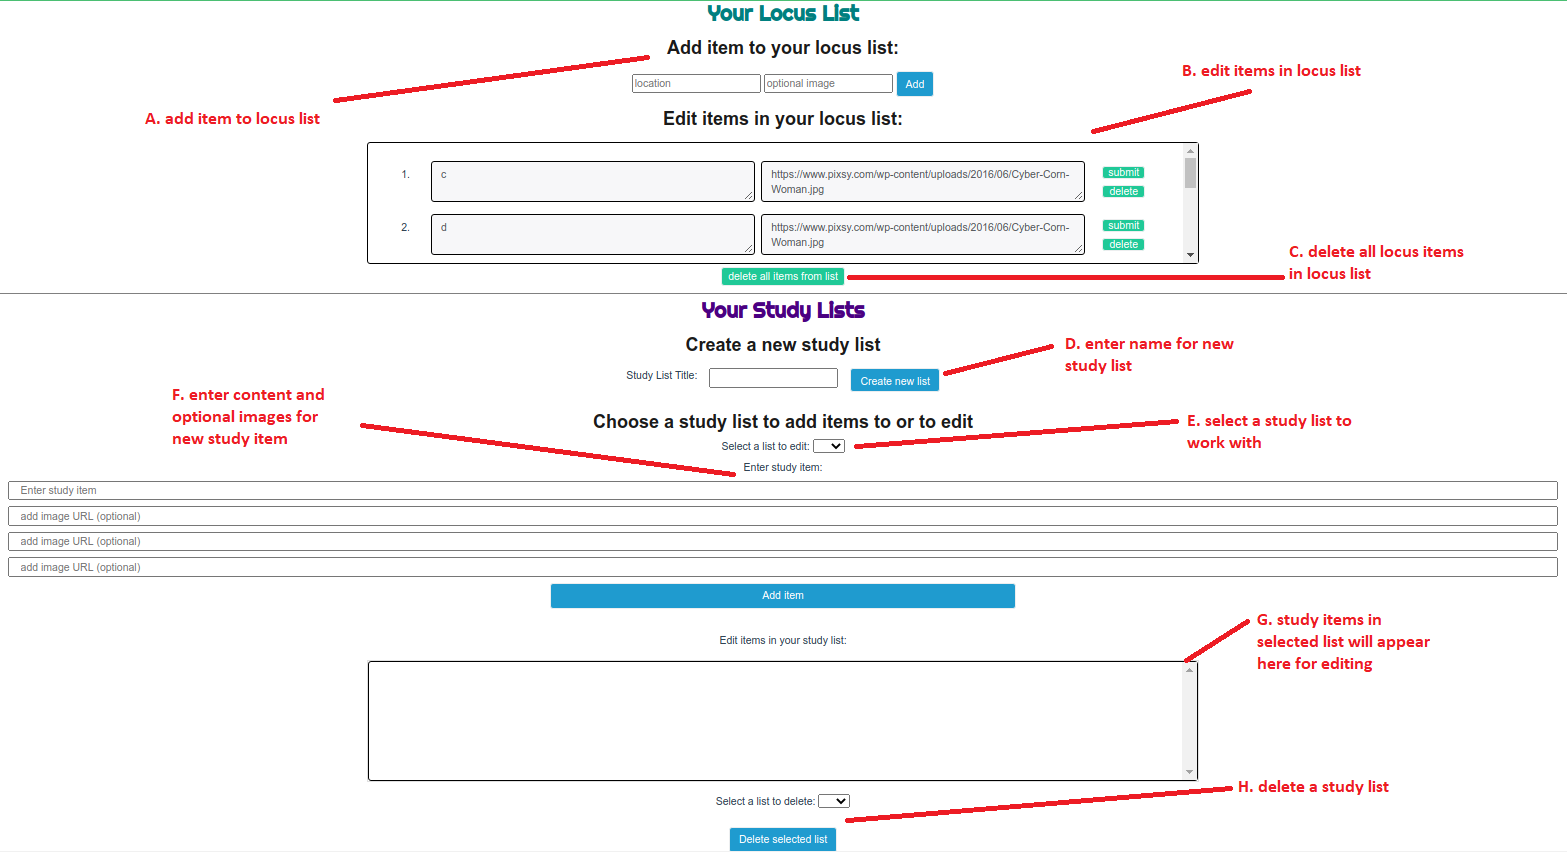 Your Locus List
Add item to your locus list:
location
optional image
Add
A. add item to locus list
B. edit items in locus list
Edit items in your locus list:
1.
c
https://www.pixsy.com/wp-content/uploads/2016/06/Cyber-Corn-
Woman.jpg
submit
delete
2.
d
https://www.pixsy.com/wp-content/uploads/2016/06/Cyber-Corn-
Woman.jpg
submit
delete
delete all items from list
C. delete all locus items
in locus list
Your Study Lists
Create a new study list
Study List Title:
Create new list
D. enter name for new
study list
Choose a study list to add items to or to edit
Select a list to edit:
E. select a study list to
work with
F. enter content and
optional images for
new study item
Enter study item:
Enter study item
add image URL (optional)
add image URL (optional)
add image URL (optional)
Add item
Edit items in your study list:
G. study items in
selected list will appear
here for editing
Select a list to delete:
Delete selected list
H. delete a study list